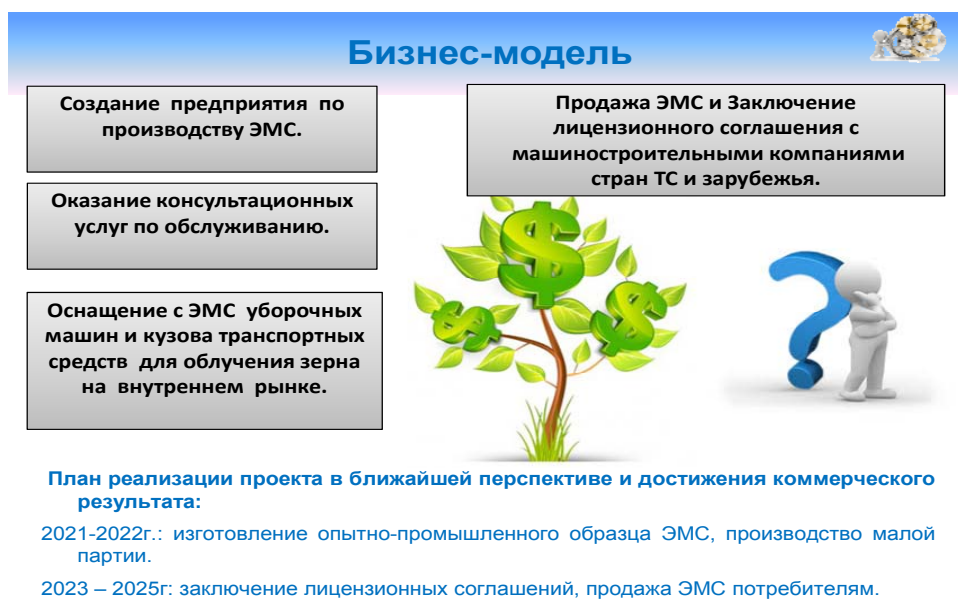 Бизнес-модель
Создание предприятия по
производству ЭМС.
Продажа ЭМС и Заключение
лицензионного соглашения с
машиностроительными компаниями
стран ТС и зарубежья.
Оказание консультационных
услуг по обслуживанию.
Оснащение с ЭМС уборочных
машин и кузова транспортных
средств для облучения зерна
на внутреннем рынке.
План реализации проекта в ближайшей перспективе и достижения коммерческого
результата:
2021-2022г.: изготовление опытно-промышленного образца ЭМС, производство малой
партии.
2023 – 2025г: заключение лицензионных соглашений, продажа ЭМС потребителям.